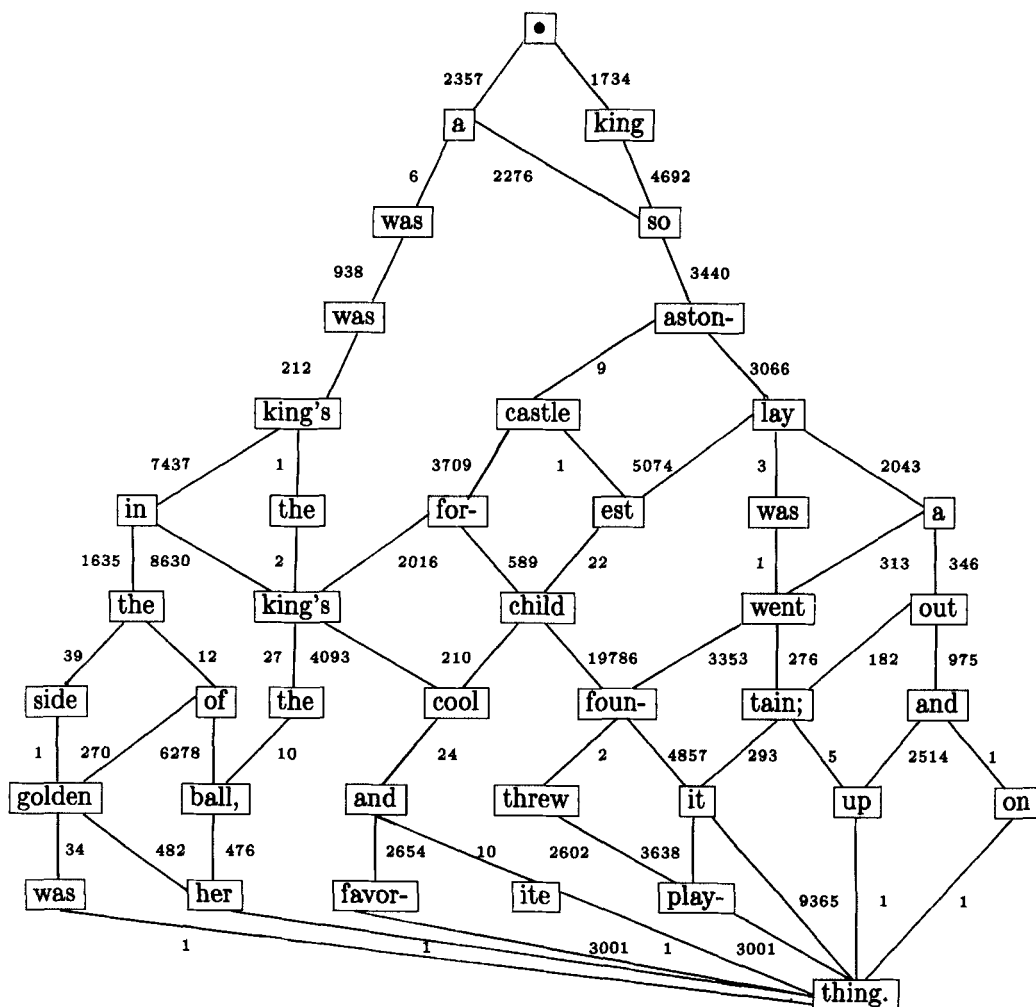 •
2357 1734
a king
6 2276 4692
was so
938 3440
was aston-
212 9 3066
king's castle lay
7437 1 3709 1 5074 3 2043
in the for- est was a
1635 8630 2 2016 589 22 1 313 346
the king's child went out
39 12 27 4093 210 19786 3353 276 182 975
side of the cool foun- tain; and
1 270 6278 10 24 2 4857 293 5 2514 1
golden ball, and threw it up on
34 482 476 2654 10 2602 3638
was her favor- ite play- 9365 1 1
1 1 3001 1 3001
thing.